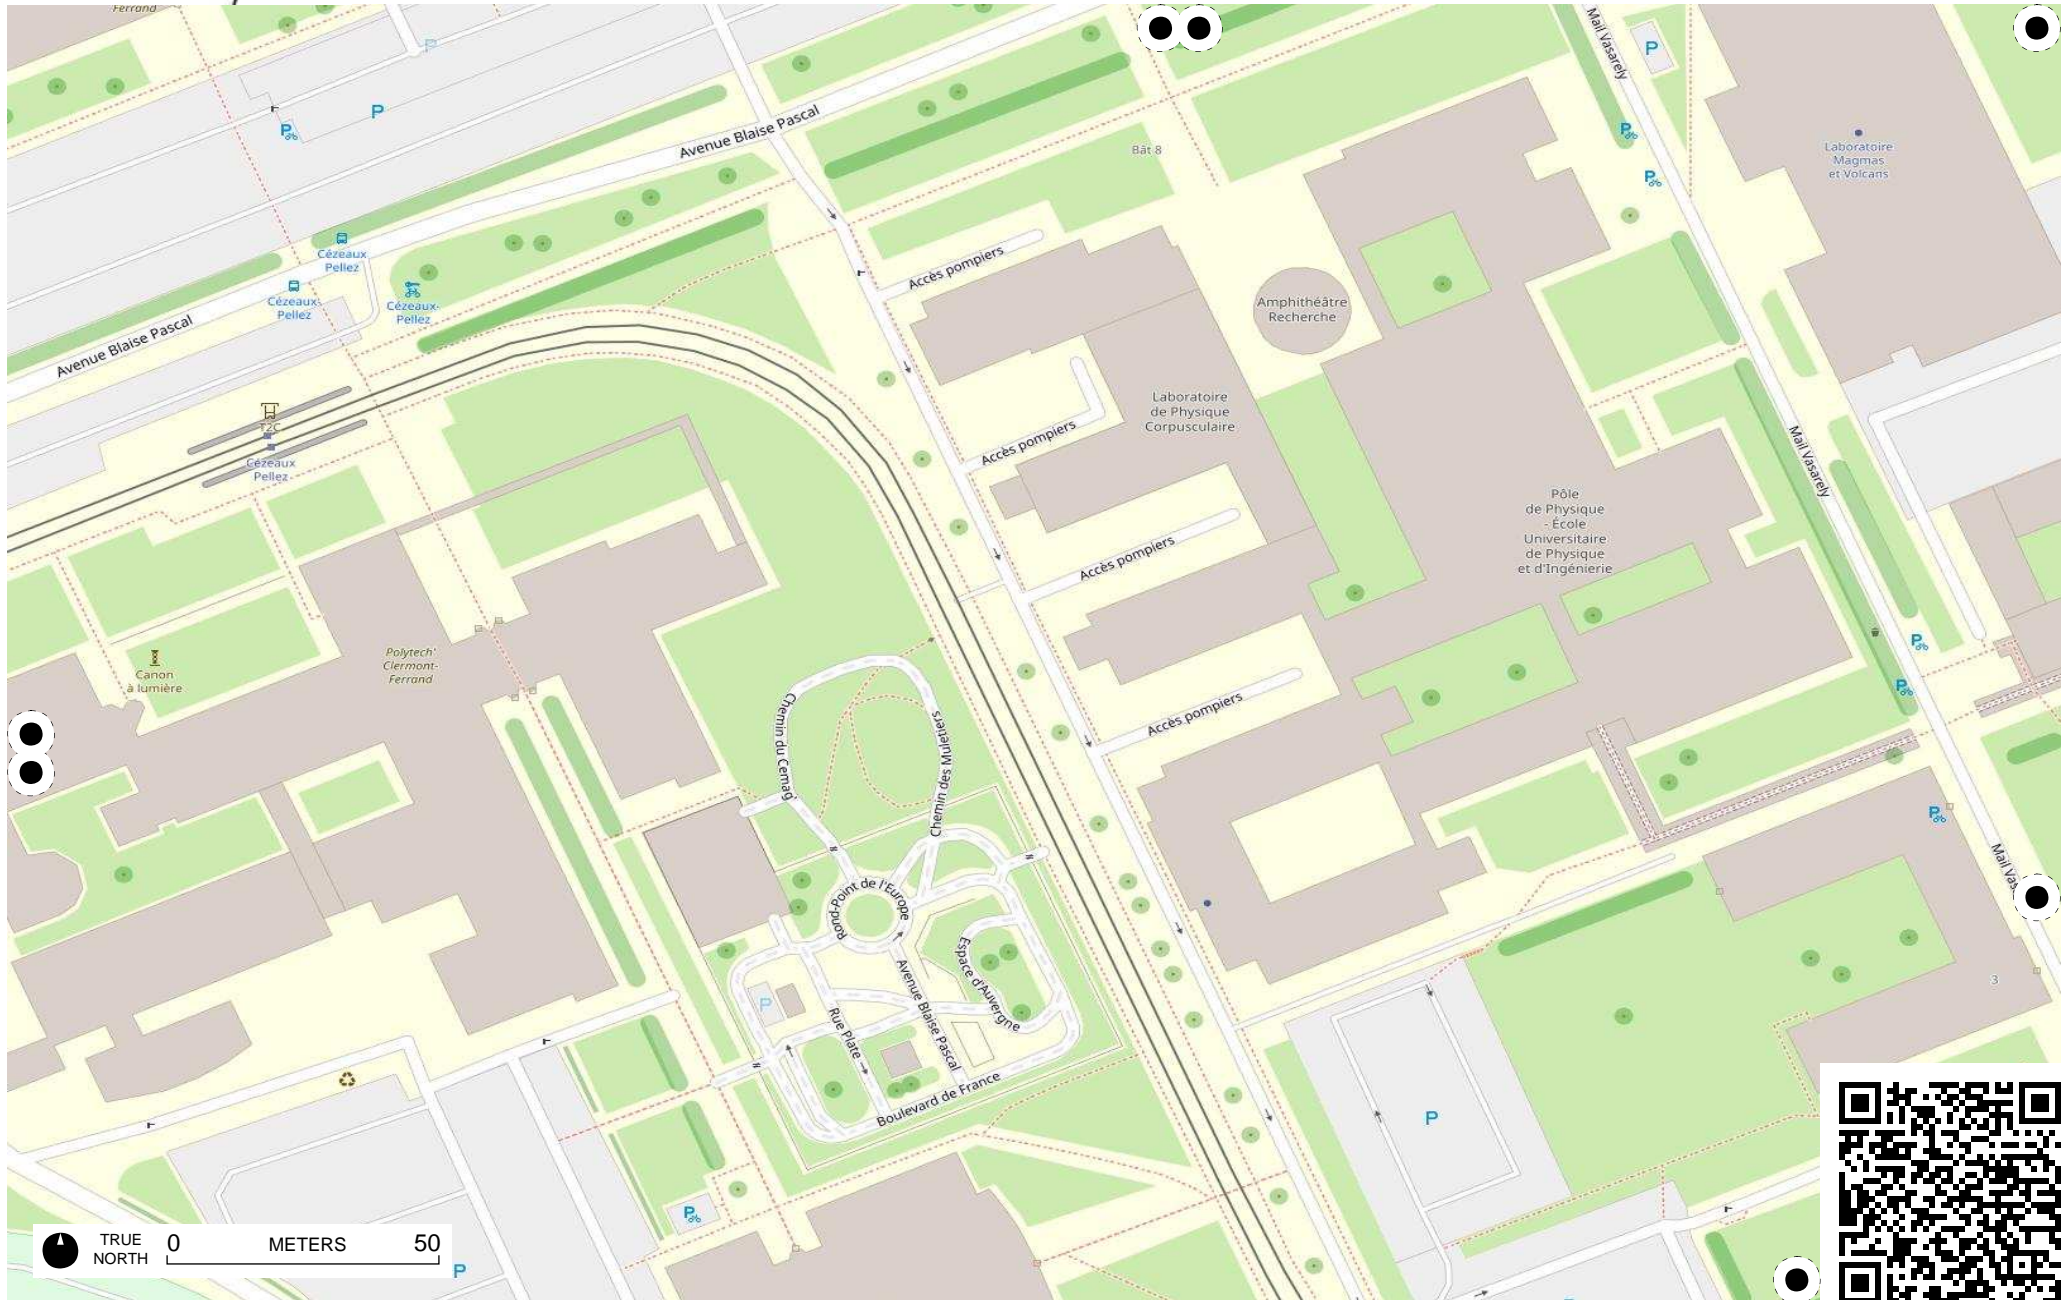 Ferrand
P
P
P
Avenue Blaise Pascal
Bât 8
Mail Vasarely
P
P
P
Laboratoire
Magmas
et Volcans
Cézeaux
Pellez
Cézeaux-
Pellez
Cézeaux-
Pellez
Avenue Blaise Pascal
Accès pompiers
Amphithéâtre
Recherche
T2C
Cézeaux
Pellez
Laboratoire
de Physique
Corpusculaire
Accès pompiers
Mail Vasarely
Pôle
de Physique
- École
Universitaire
de Physique
et d'Ingénierie
Accès pompiers
Canon
à lumière
Polytech'
Clermont-
Ferrand
P
P
Accès pompiers
Chemin du Cemag
Chemin des Muletiers
P
Mail Vas
Rond-Point de l'Europe
Espace d'Auvergne
Avenue Blaise Pascal
Rue Plate
P
3
Boulevard de France
P
P
P
TRUE
NORTH
0 METERS 50